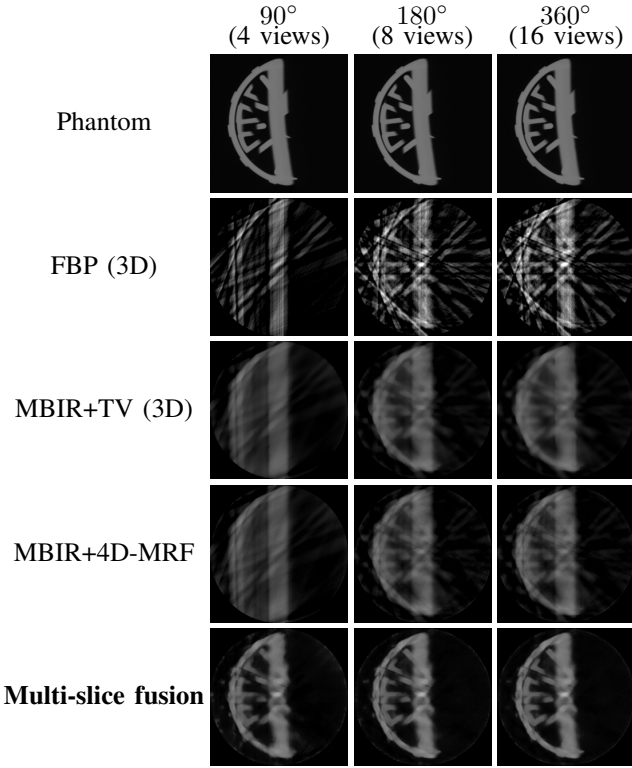 90° 180° 360°
(4 views) (8 views) (16 views)
Phantom
FBP (3D)
MBIR+TV (3D)
MBIR+4D-MRF
Multi-slice fusion